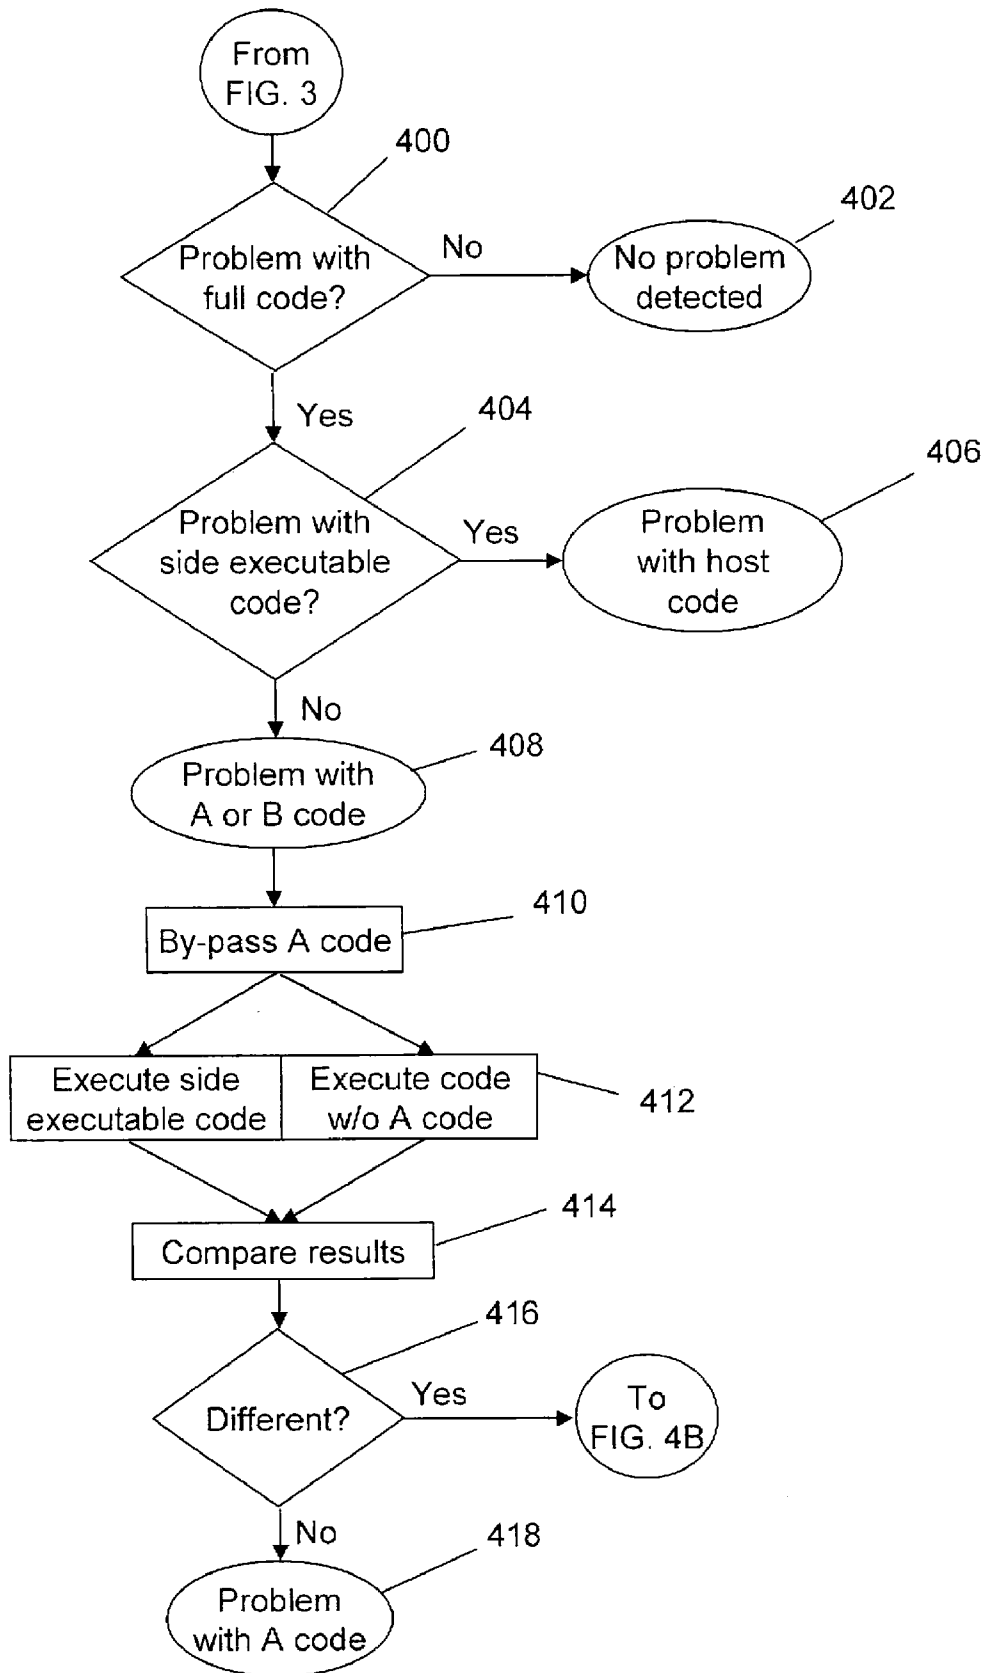 From
FIG. 3
400
402
Problem with
full code?
No
No problem
detected
Yes
404
406
Problem with
side executable
code?
Yes
Problem
with host
code
No
408
Problem with
A or B code
410
By-pass A code
Execute side
executable code
Execute code
w/o A code
412
414
Compare results
416
Different?
Yes
To
FIG. 4B
No
418
Problem
with A code